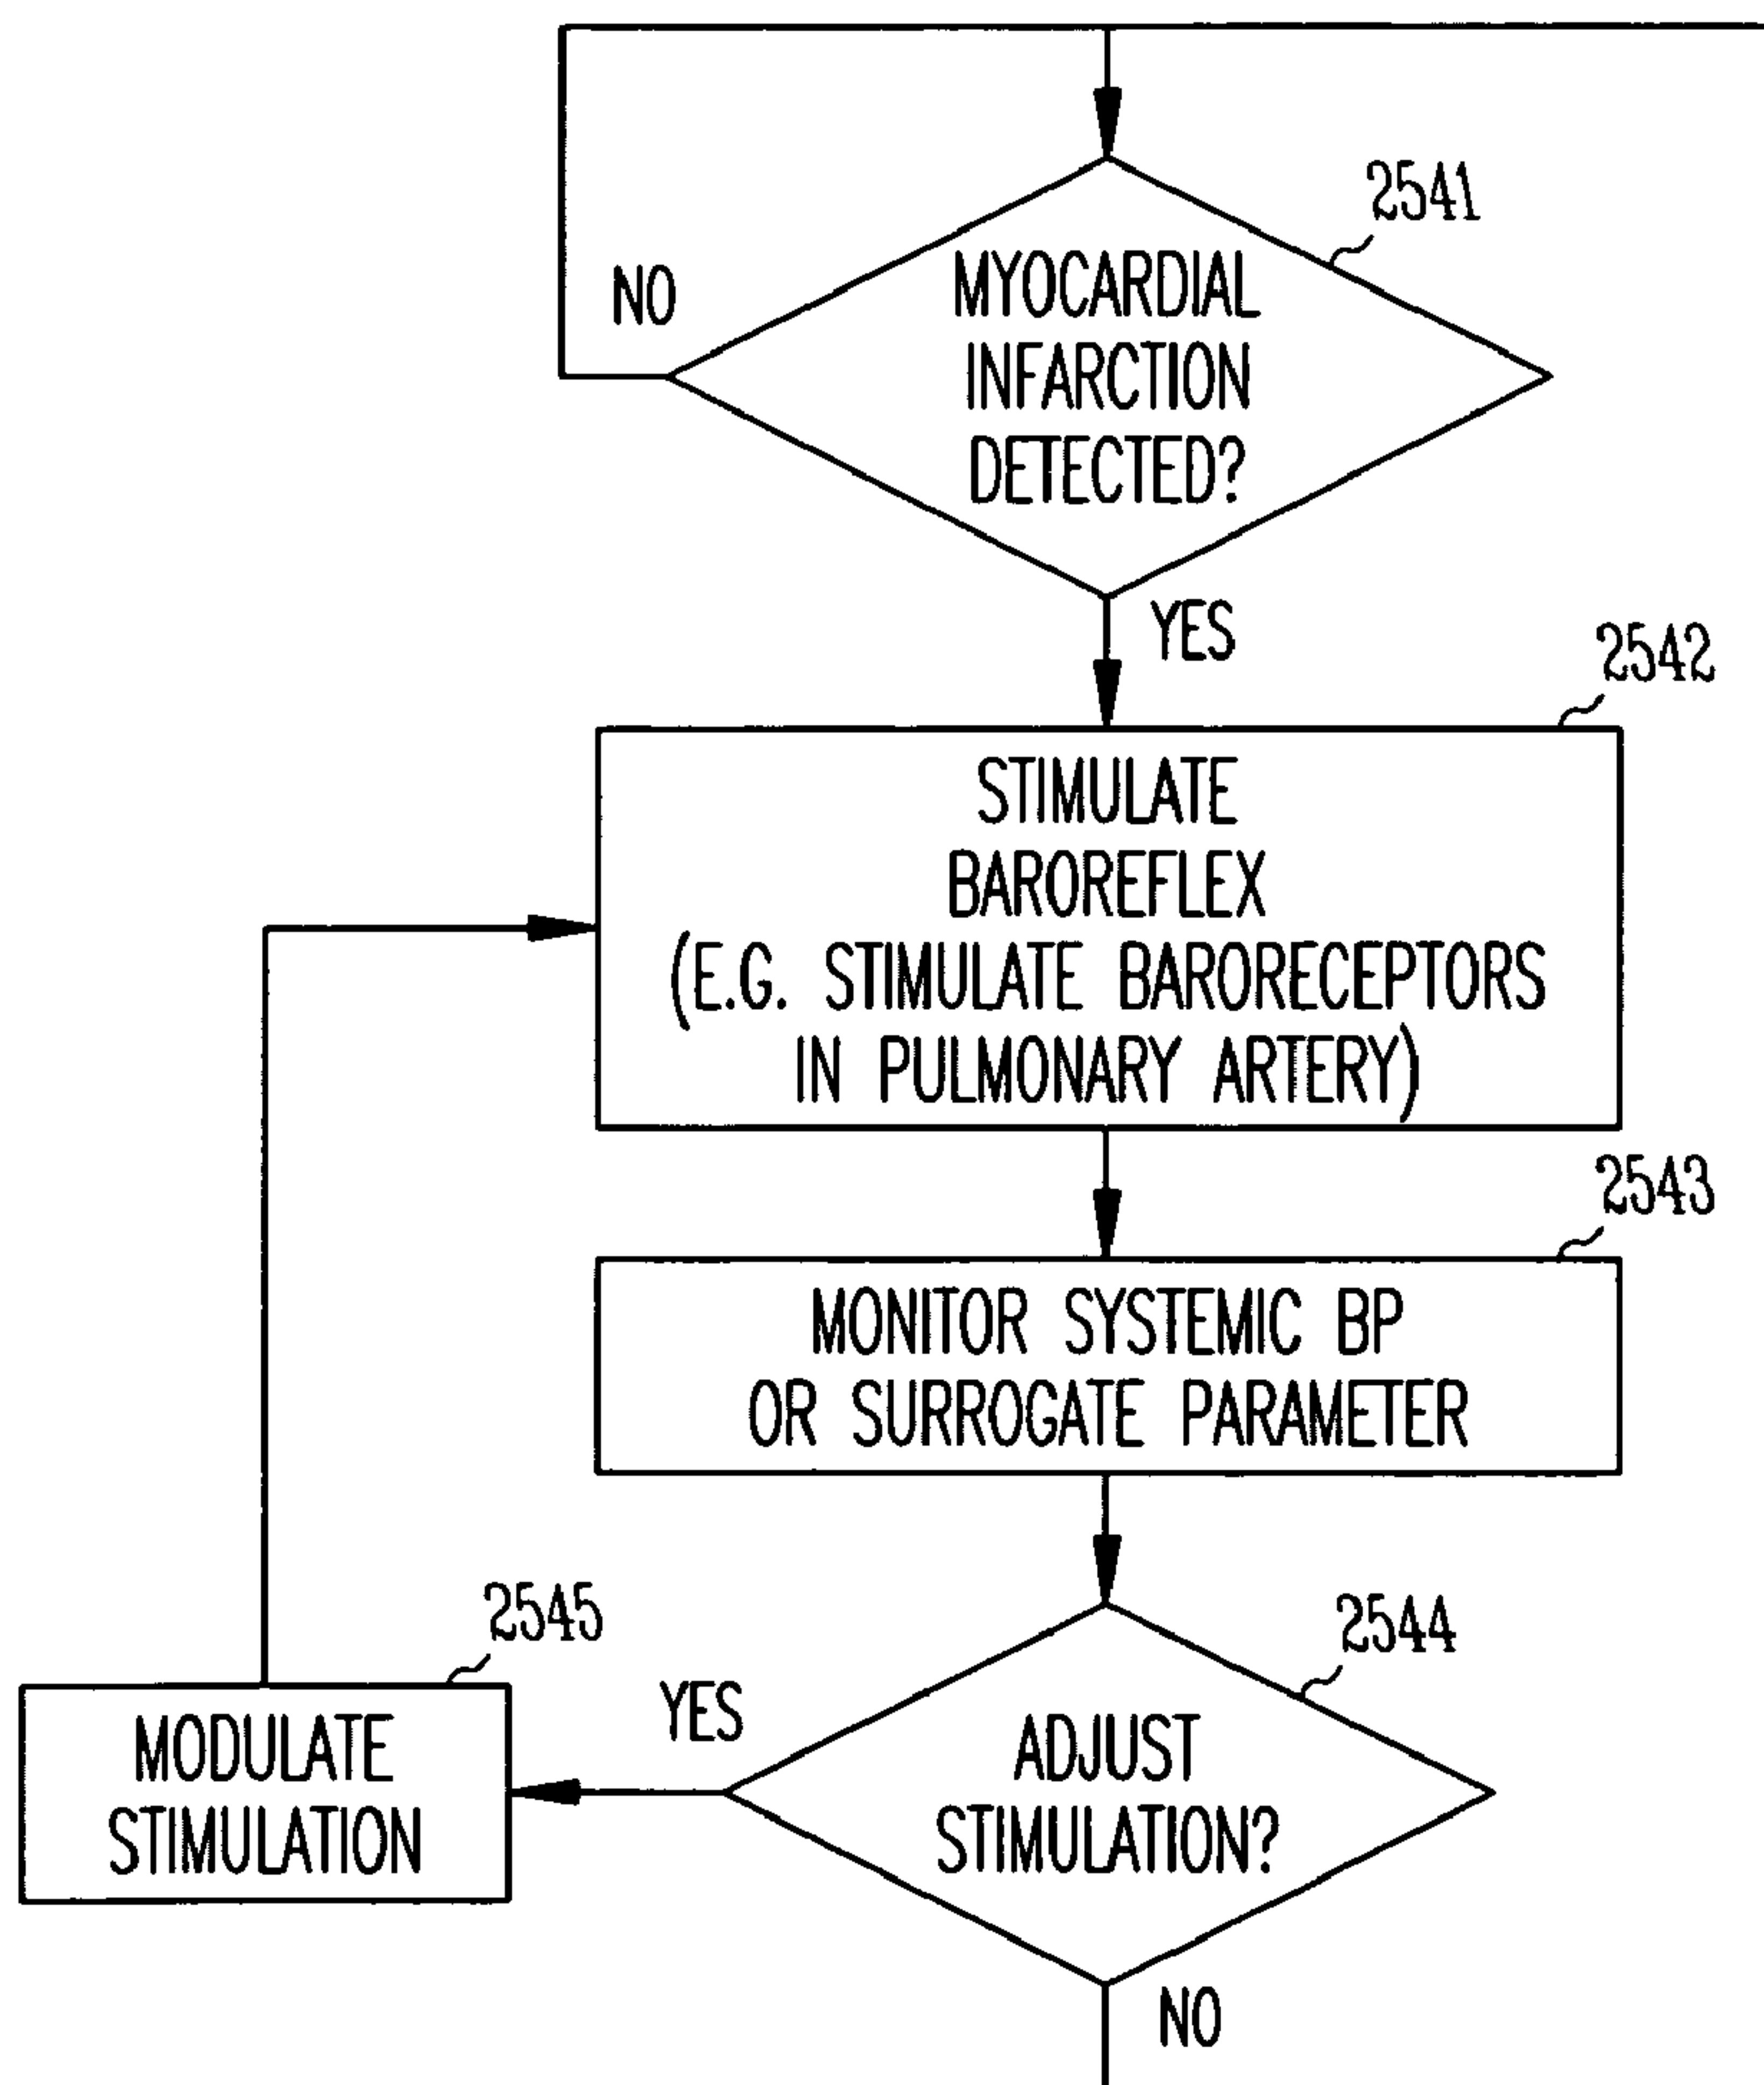 2541
MYOCARDIAL
INFARCTION
DETECTED?
NO
YES
2542
STIMULATE
BAROREFLEX
(E.G. STIMULATE BARORECEPTORS
IN PULMONARY ARTERY)
2543
MONITOR SYSTEMIC BP
OR SURROGATE PARAMETER
2544
ADJUST
STIMULATION?
YES
2545
MODULATE
STIMULATION
NO